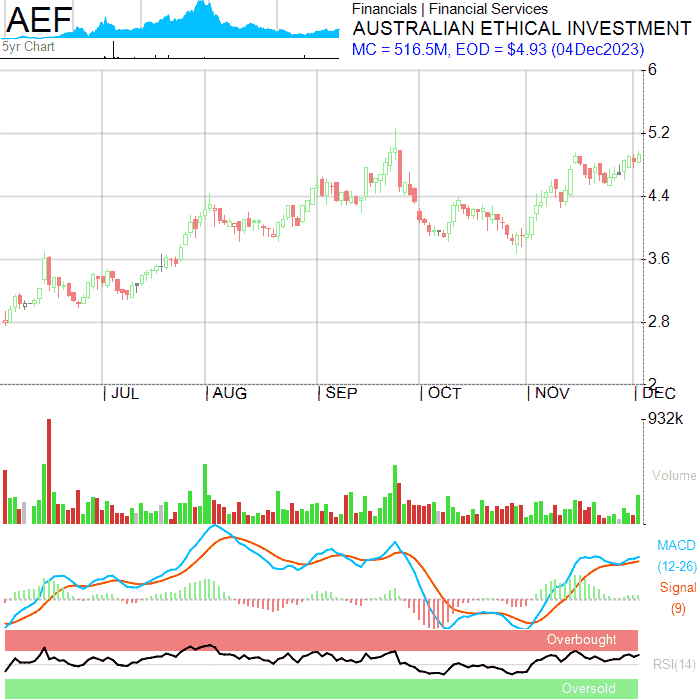 AEF
5yr Chart
Financials | Financial Services
AUSTRALIAN ETHICAL INVESTMENT
MC = 516.5M, EOD = $4.93 (04Dec2023)
6
5.2
4.4
3.6
2.8
2
JUL
AUG
SEP
OCT
NOV
DEC
932k
Volume
MACD
(12-26)
Signal
(9)
Overbought
RSI(14)
Oversold